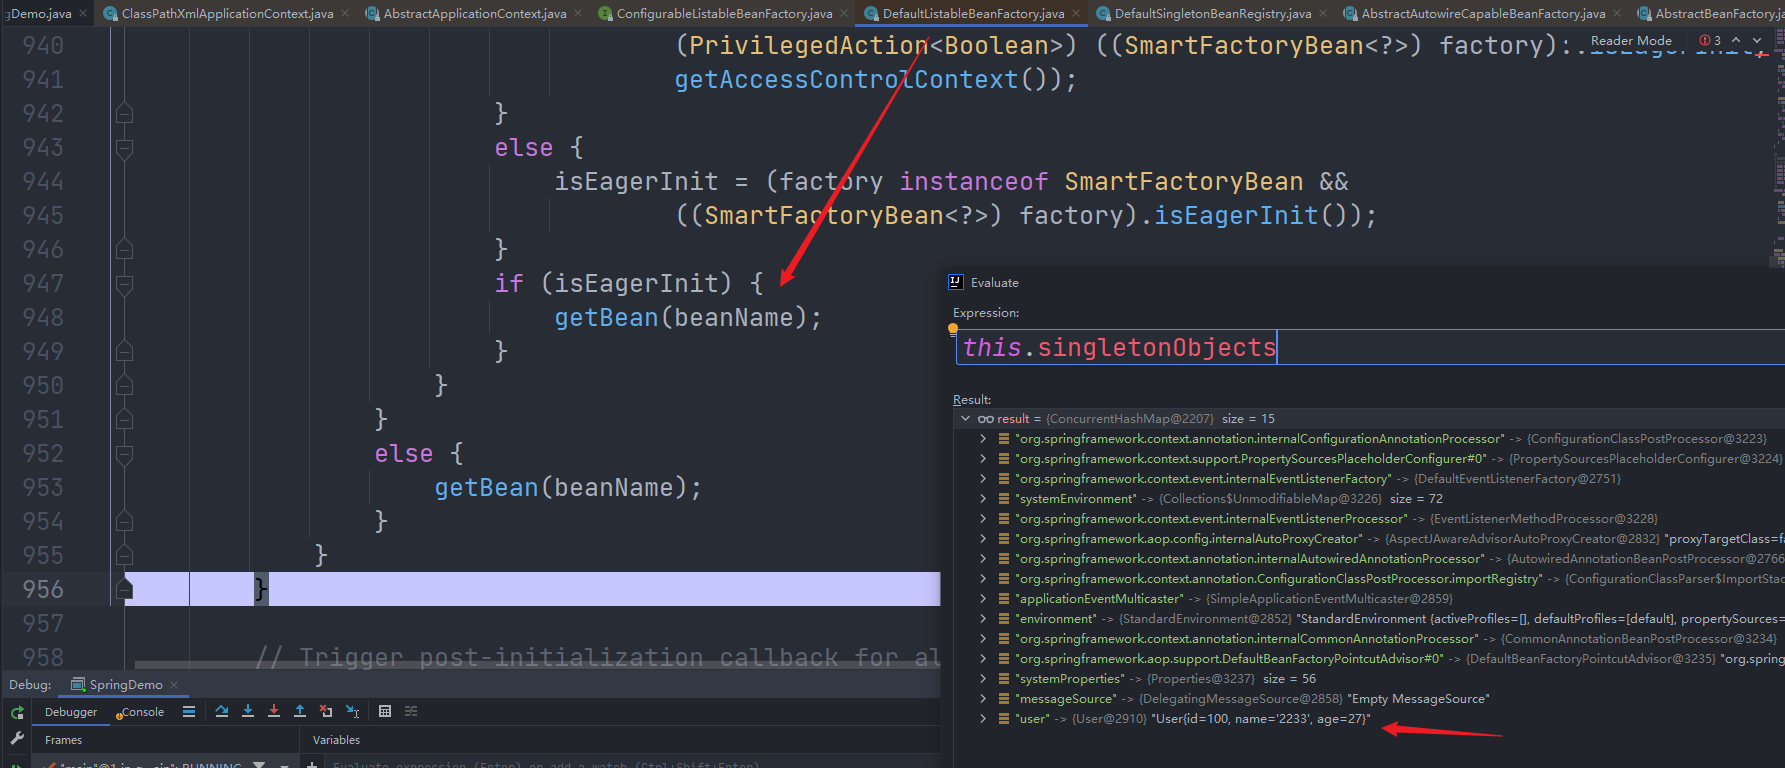 gDemo.java × ClassPathXmlApplicationContext.java × AbstractApplicationContext.java × ConfigurableListableBeanFactory.java × DefaultListableBeanFactory.java × DefaultSingletonBeanRegistry.java × AbstractAutowireCapableBeanFactory.java × AbstractBeanFactory.ja
940 (PrivilegedAction<Boolean>) ((SmartFactoryBean<?>) factory)::isEagerInit,
Reader Mode 3
941 getAccessControlContext());
942 }
943 else {
944 isEagerInit = (factory instanceof SmartFactoryBean &&
945 ((SmartFactoryBean<?>) factory).isEagerInit());
946 }
947 if (isEagerInit) {
948 getBean(beanName);
949 }
950 }
951 }
952 else {
953 getBean(beanName);
954 }
955 }
956 }
957
958 // Trigger post-initialization callback for al
Evaluate
Expression:
this.singletonObjects
Result:
result = {ConcurrentHashMap@2207} size = 15
"org.springframework.context.annotation.internalConfigurationAnnotationProcessor" -> {ConfigurationClassPostProcessor@3223}
"org.springframework.context.support.PropertySourcesPlaceholderConfigurer#0" -> {PropertySourcesPlaceholderConfigurer@3224}
"org.springframework.context.event.internalEventListenerFactory" -> {DefaultEventListenerFactory@2751}
"systemEnvironment" -> {Collections$UnmodifiableMap@3226} size = 72
"org.springframework.context.event.internalEventListenerProcessor" -> {EventListenerMethodProcessor@3228}
"org.springframework.aop.config.internalAutoProxyCreator" -> {AspectJAwareAdvisorAutoProxyCreator@2832} "proxyTargetClass=fa
"org.springframework.context.annotation.internalAutowiredAnnotationProcessor" -> {AutowiredAnnotationBeanPostProcessor@2766
"org.springframework.context.annotation.ConfigurationClassPostProcessor.importRegistry" -> {ConfigurationClassParser$ImportStac
"applicationEventMulticaster" -> {SimpleApplicationEventMulticaster@2859}
"environment" -> {StandardEnvironment@2852} "StandardEnvironment {activeProfiles=[], defaultProfiles=[default], propertySources=
"org.springframework.context.annotation.internalCommonAnnotationProcessor" -> {CommonAnnotationBeanPostProcessor@3234}
"org.springframework.aop.support.DefaultBeanFactoryPointcutAdvisor#0" -> {DefaultBeanFactoryPointcutAdvisor@3235} "org.sprin
"systemProperties" -> {Properties@3237} size = 56
"messageSource" -> {DelegatingMessageSource@2858} "Empty MessageSource"
"user" -> {User@2910} "User{id=100, name='2233', age=27}"
Debug: SpringDemo ×
Debugger Console
Frames Variables
"main"@1 in g RUNNING Evaluate expression (Enter) or add a watch (Ctrl+Shift+Enter)